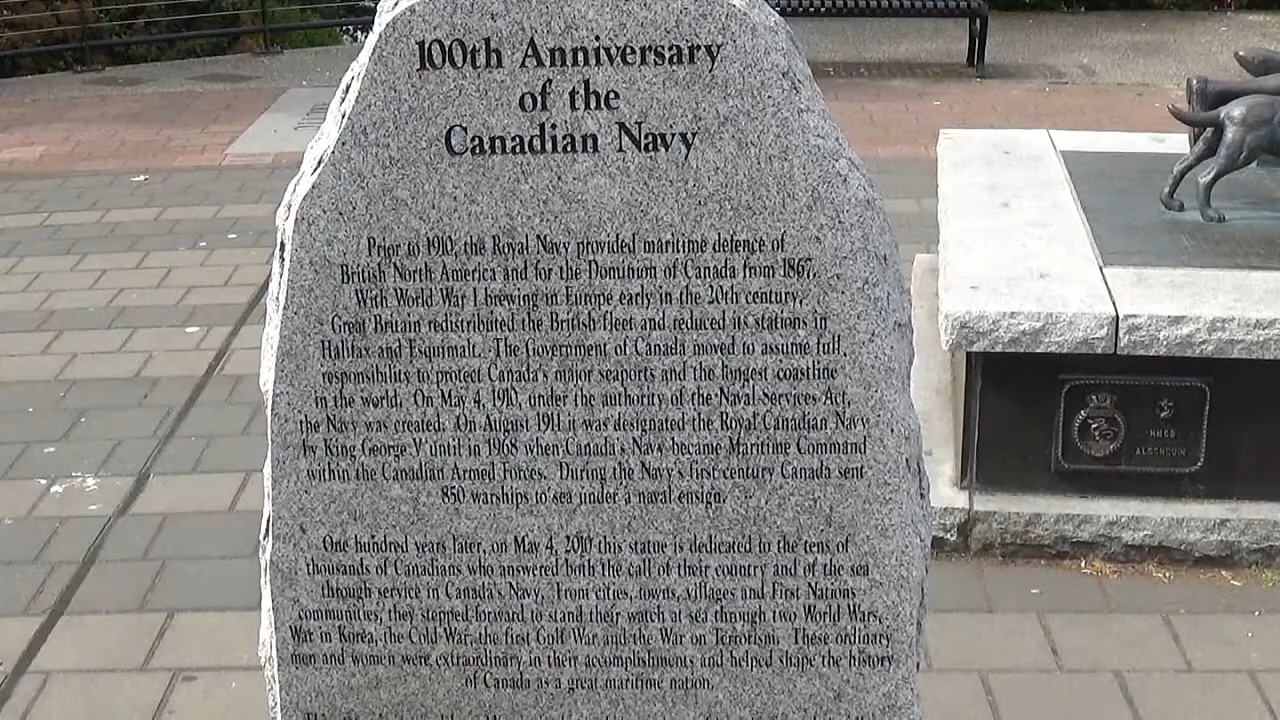 100th Anniversary
of the
Canadian Navy
Prior to 1910, the Royal Navy provided maritime defence of
British North America and for the Dominion of Canada from 1867.
With World War I brewing in Europe early in the 20th century,
Great Britain redistributed the British fleet and reduced its stations in
Halifax and Esquimalt. The Government of Canada moved to assume full
responsibility to protect Canada's major seaports and the longest coastline
in the world. On May 4, 1910, under the authority of the Naval Services Act,
the Navy was created. On August 1911 it was designated the Royal Canadian Navy
by King George V until in 1968 when Canada's Navy became Maritime Command
within the Canadian Armed Forces. During the Navy's first century Canada sent
850 warships to sea under a naval ensign.
One hundred years later, on May 4, 2010 this statue is dedicated to the tens of
thousands of Canadians who answered both the call of their country and of the sea
through service in Canada's Navy. From cities, towns, villages and First Nations
communities, they stepped forward to stand their watch at sea through two World Wars,
War in Korea, the Cold War, the first Gulf War and the War on Terrorism. These ordinary
men and women were extraordinary in their accomplishments and helped shape the history
of Canada as a great maritime nation.
HMCS
ALGONQUIN